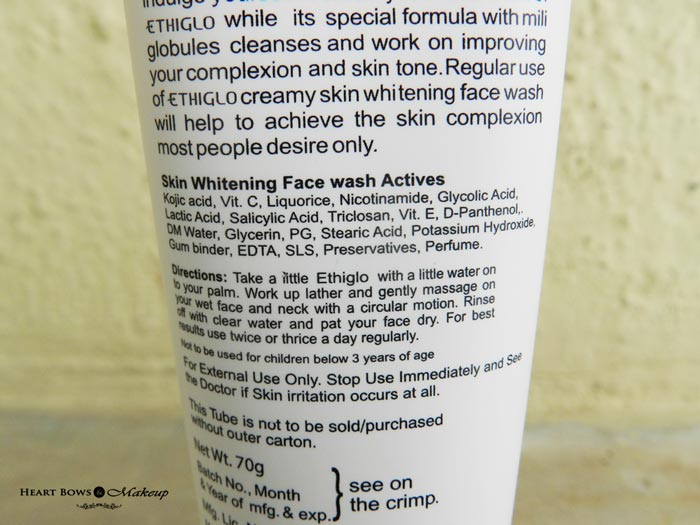 ETHIGLO while its special formula with mili
globules cleanses and work on improving
your complexion and skin tone. Regular use
of ETHIGLO creamy skin whitening face wash
will help to achieve the skin complexion
most people desire only.
Skin Whitening Face wash Actives
Kojic acid, Vit. C, Liquorice, Nicotinamide, Glycolic Acid,
Lactic Acid, Salicylic Acid, Triclosan, Vit. E, D-Panthenol,.
DM Water, Glycerin, PG, Stearic Acid, Potassium Hydroxide,
Gum binder, EDTA, SLS, Preservatives, Perfume.
Directions: Take a little Ethiglo with a little water on
to your palm. Work up lather and gently massage on
your wet face and neck with a circular motion. Rinse
off with clear water and pat your face dry. For best
results use twice or thrice a day regularly.
Not to be used for children below 3 years of age
For External Use Only. Stop Use Immediately and See
the Doctor if Skin irritation occurs at all.
This Tube is not to be sold/purchased
without outer carton.
Net Wt. 70g
Batch No., Month
& Year of mfg. & exp.
see on
the crimp.
Mfg. Lic.
HEART BOWS & Makeup